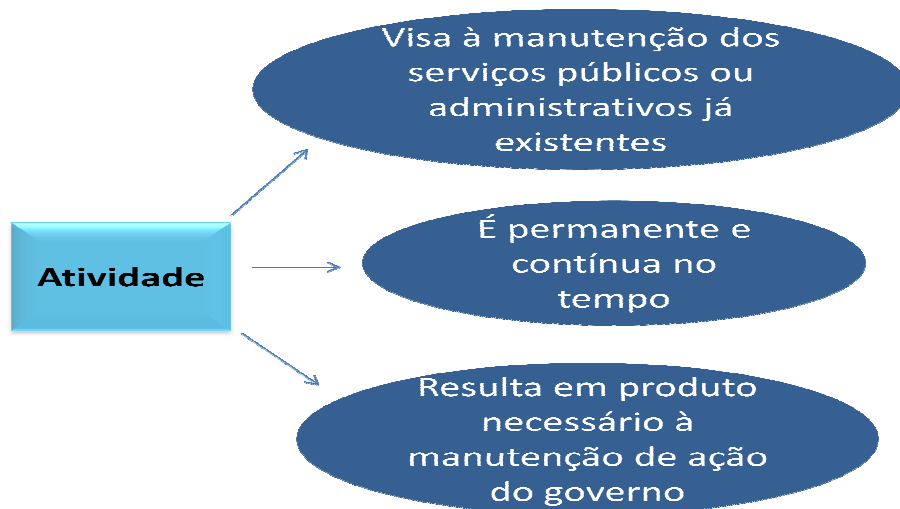 Visa à manutenção dos
serviços públicos ou
administrativos já
existentes
Atividade
É permanente e
contínua no
tempo
Resulta em produto
necessário à
manutenção de ação
do governo